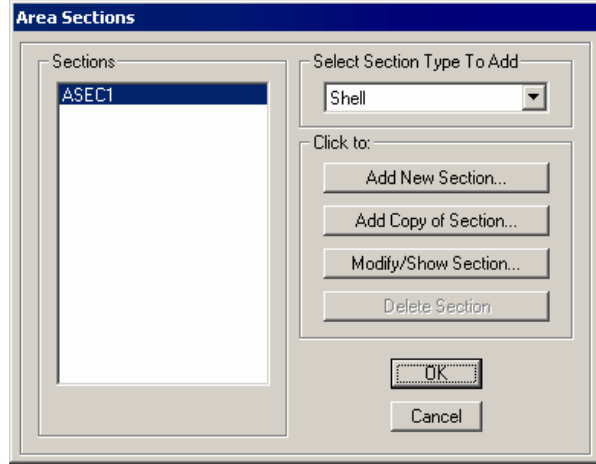 Area Sections
Sections
ASEC1
Select Section Type To Add
Shell
Click to:
Add New Section...
Add Copy of Section...
Modify/Show Section...
Delete Section
OK
Cancel